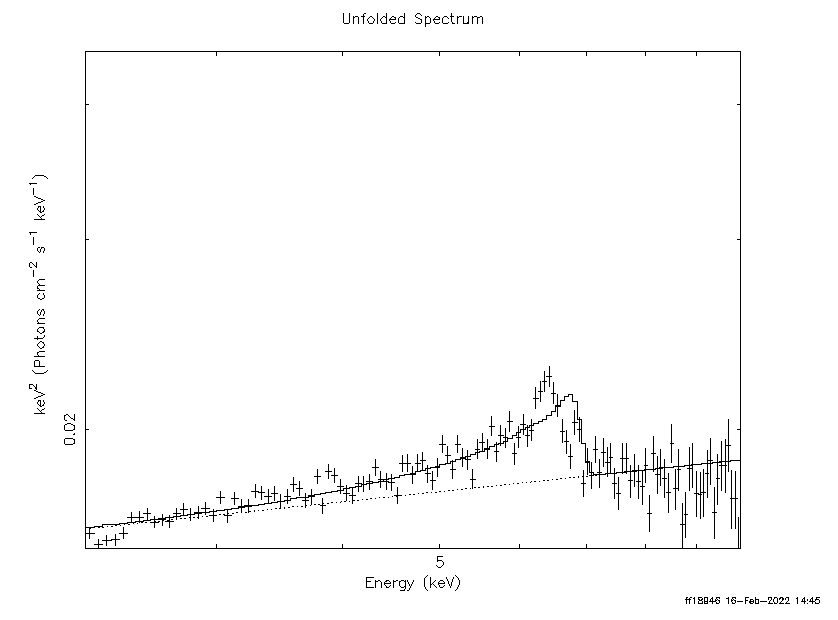 Unfolded Spectrum
keV² (Photons cm⁻² s⁻¹ keV⁻¹)
0.02
5
Energy (keV)
ff18946 16−Feb−2022 14:45